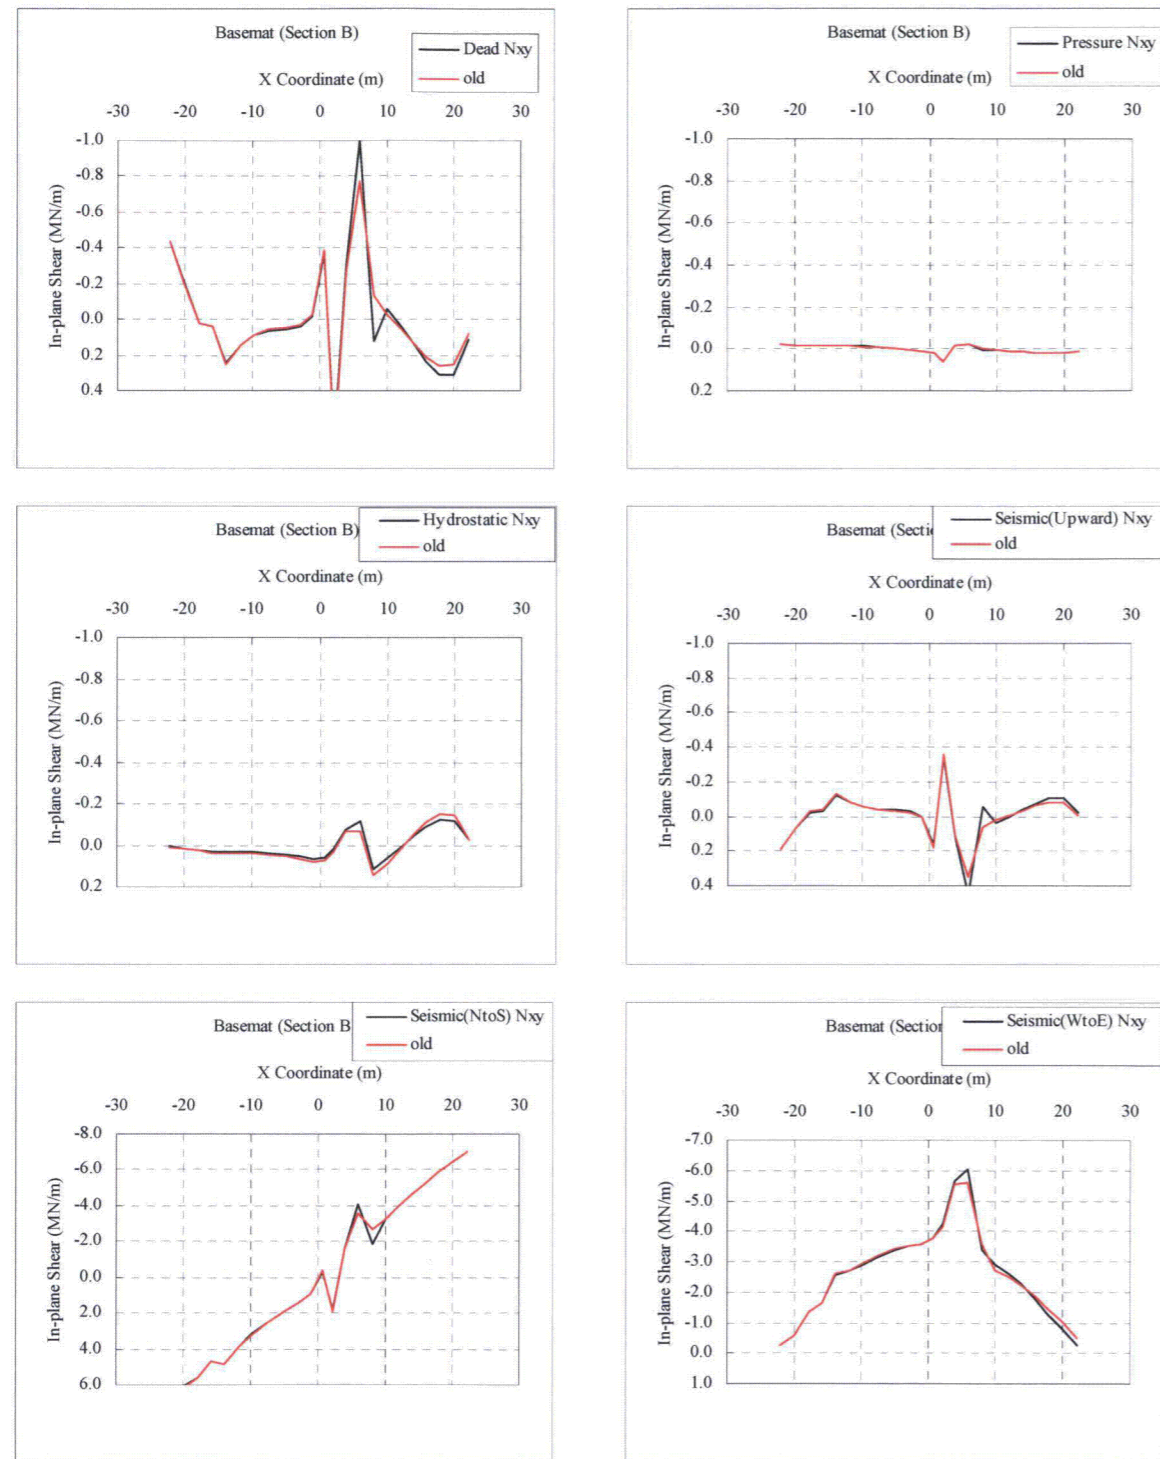 Basemat (Section B)
Dead Nxy
old
X Coordinate (m)
-30 -20 -10 0 10 20 30
-1.0
-0.8
-0.6
-0.4
-0.2
0.0
0.2
0.4
In-plane Shear (MN/m)
Basemat (Section B)
Pressure Nxy
old
X Coordinate (m)
-30 -20 -10 0 10 20 30
-1.0
-0.8
-0.6
-0.4
-0.2
0.0
0.2
In-plane Shear (MN/m)
Basemat (Section B)
Hydrostatic Nxy
old
X Coordinate (m)
-30 -20 -10 0 10 20 30
-1.0
-0.8
-0.6
-0.4
-0.2
0.0
0.2
In-plane Shear (MN/m)
Basemat (Section
Seismic(Upward) Nxy
old
X Coordinate (m)
-30 -20 -10 0 10 20 30
-1.0
-0.8
-0.6
-0.4
-0.2
0.0
0.2
0.4
In-plane Shear (MN/m)
Basemat (Section B
Seismic(NtoS) Nxy
old
X Coordinate (m)
-30 -20 -10 0 10 20 30
-8.0
-6.0
-4.0
-2.0
0.0
2.0
4.0
6.0
In-plane Shear (MN/m)
Basemat (Section
Seismic(WtoE) Nxy
old
X Coordinate (m)
-30 -20 -10 0 10 20 30
-7.0
-6.0
-5.0
-4.0
-3.0
-2.0
-1.0
0.0
1.0
In-plane Shear (MN/m)